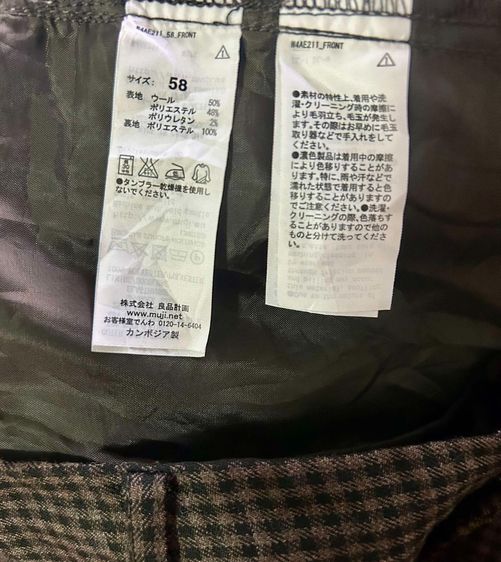 W4AE211_58_FRONT
サイズ: 58
表地 ウール 50%
ポリエステル 48%
ポリウレタン 2%
裏地 ポリエステル 100%
●タンブラー乾燥機を使用し
ないでください。
株式会社 良品計画
www.muji.net
お客様室でんわ 0120-14-6404
カンボジア製
W4AE211_FRONT
●素材の特性上、着用や洗
濯・クリーニング時の摩擦に
より毛羽立ち、毛玉が発生し
ます。その際はお早めに毛玉
取り器などで手入れをして
ください。
●濃色製品は着用中の摩擦
により色移りすることがあり
ます。特に、雨や汗などで
濡れた状態で着用すると色
移りすることがありますので
ご注意ください。●洗濯・
クリーニングの際、色落ちす
ることがありますので他の
ものと分けて洗ってくださ
い。